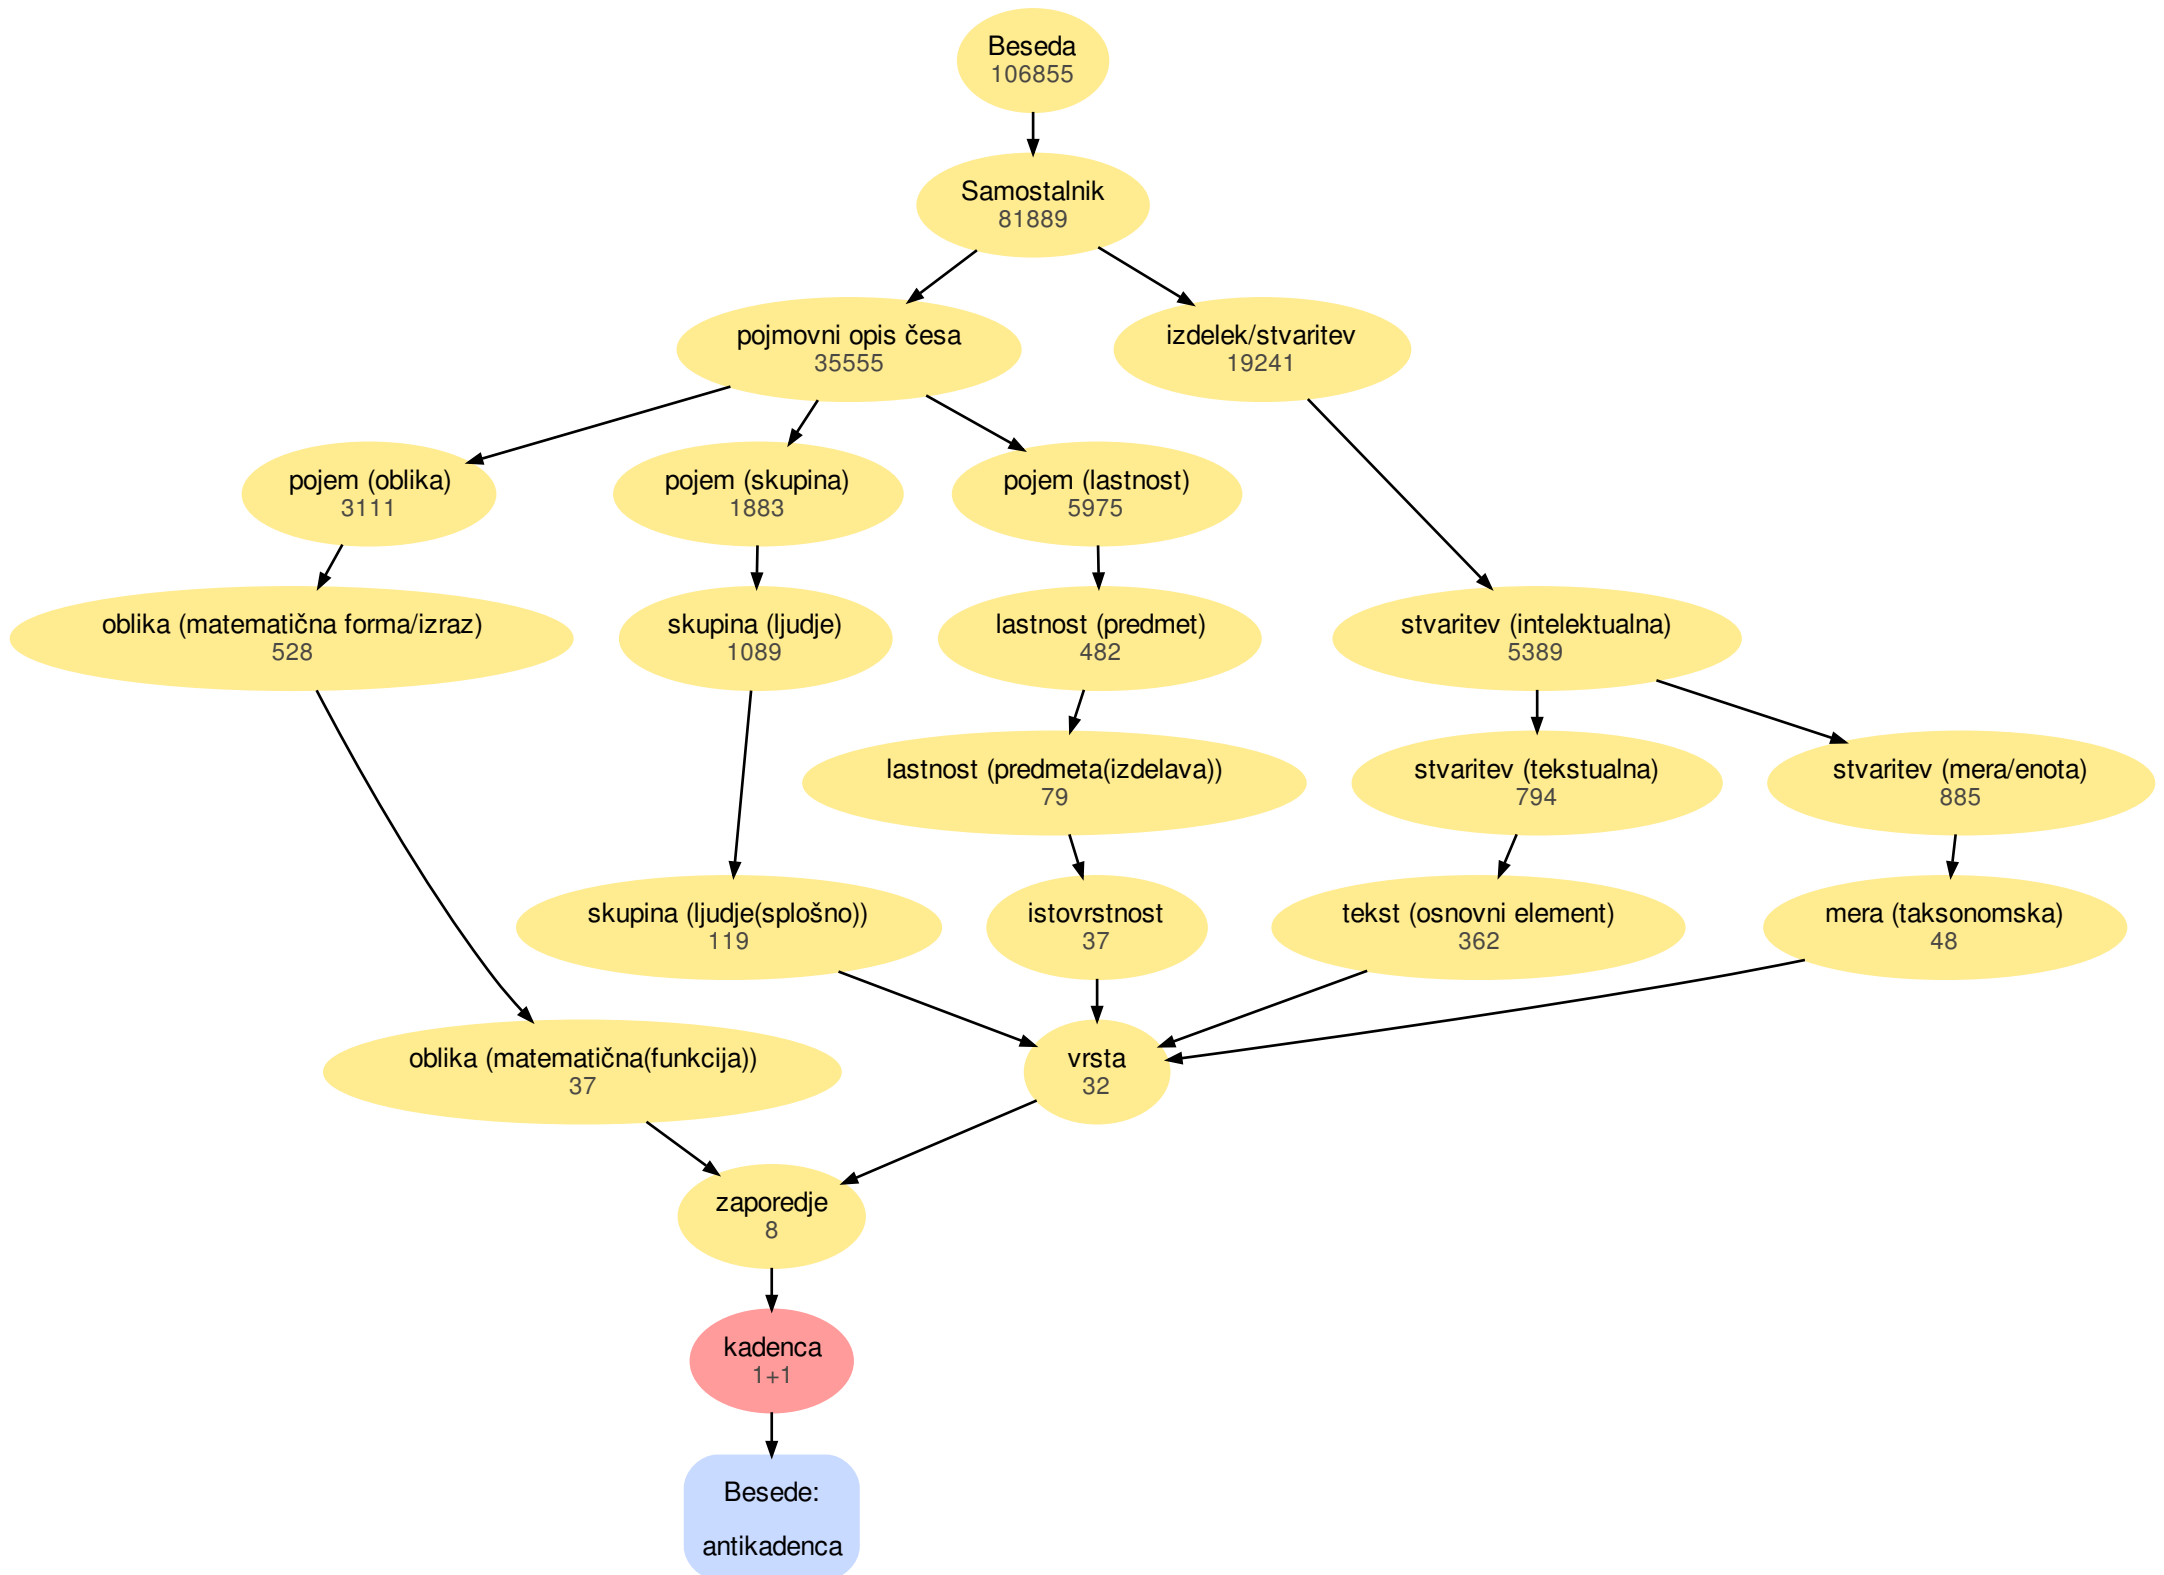 Beseda
106855
Samostalnik
81889
pojmovni opis česa
35555
izdelek/stvaritev
19241
pojem (oblika)
3111
pojem (skupina)
1883
pojem (lastnost)
5975
oblika (matematična forma/izraz)
528
skupina (ljudje)
1089
lastnost (predmet)
482
stvaritev (intelektualna)
5389
lastnost (predmeta(izdelava))
79
stvaritev (tekstualna)
794
stvaritev (mera/enota)
885
skupina (ljudje(splošno))
119
istovrstnost
37
tekst (osnovni element)
362
mera (taksonomska)
48
oblika (matematična(funkcija))
37
vrsta
32
zaporedje
8
kadenca
1+1
Besede:
antikadenca